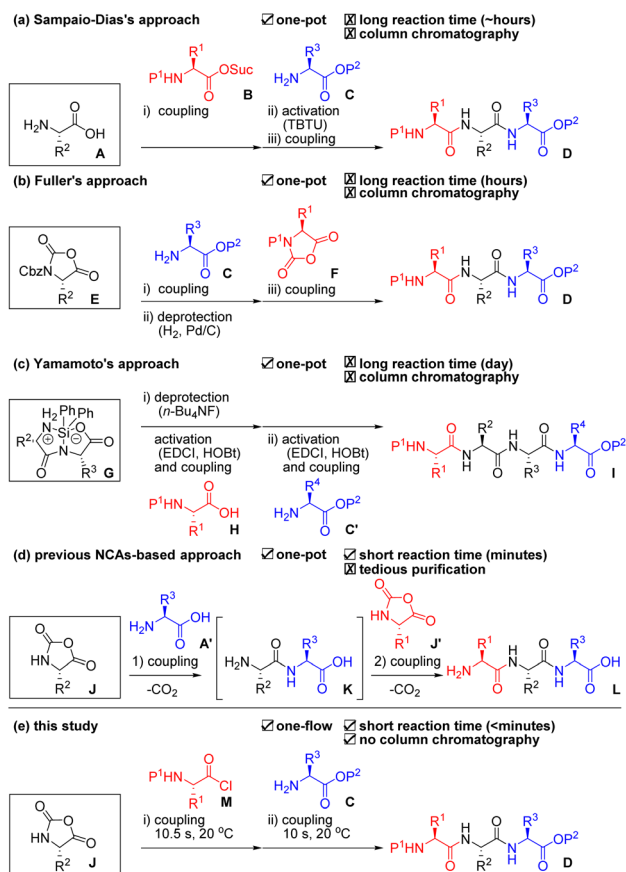 (a) Sampaio-Dias's approach ☑ one-pot ☒ long reaction time (~hours)
☒ column chromatography
R¹ R³
P¹HN OSuc H₂N OP²
O B O C
i) coupling ii) activation
(TBTU)
iii) coupling
O
H₂N OH
R² A
R¹ O R³
P¹HN H N N H OP²
O R² O D
(b) Fuller's approach ☑ one-pot ☒ long reaction time (hours)
☒ column chromatography
R³ R¹
H₂N OP² P¹N O
O C O O F
i) coupling iii) coupling
ii) deprotection
(H₂, Pd/C)
O O
CbzN O
R² E
R¹ O R³
P¹HN H N N H OP²
O R² O D
(c) Yamamoto's approach ☑ one-pot ☒ long reaction time (day)
☒ column chromatography
H₂ Ph Ph
N Si O
R² + − O
O N R³ G
i) deprotection
(n-Bu₄NF)
activation ii) activation
(EDCI, HOBt) (EDCI, HOBt)
and coupling and coupling
O R⁴
P¹HN OH H₂N OP²
R¹ H O C'
O R² O R⁴
P¹HN N H H N N H OP²
R¹ O R³ O I
(d) previous NCAs-based approach ☑ one-pot ☑ short reaction time (minutes)
☒ tedious purification
O O
HN O
R² J
R³
H₂N OH
O A'
1) coupling
-CO₂
O R³
H₂N N H OH
R² O K
O O
HN O
R¹ J'
2) coupling
-CO₂
R¹ O R³
H₂N H N N H OH
O R² O L
(e) this study ☑ one-flow ☑ short reaction time (<minutes)
☑ no column chromatography
O R³
P¹HN Cl H₂N OP²
R¹ M O C
i) coupling ii) coupling
10.5 s, 20 °C 10 s, 20 °C
O O
HN O
R² J
R¹ O R³
P¹HN H N N H OP²
O R² O D